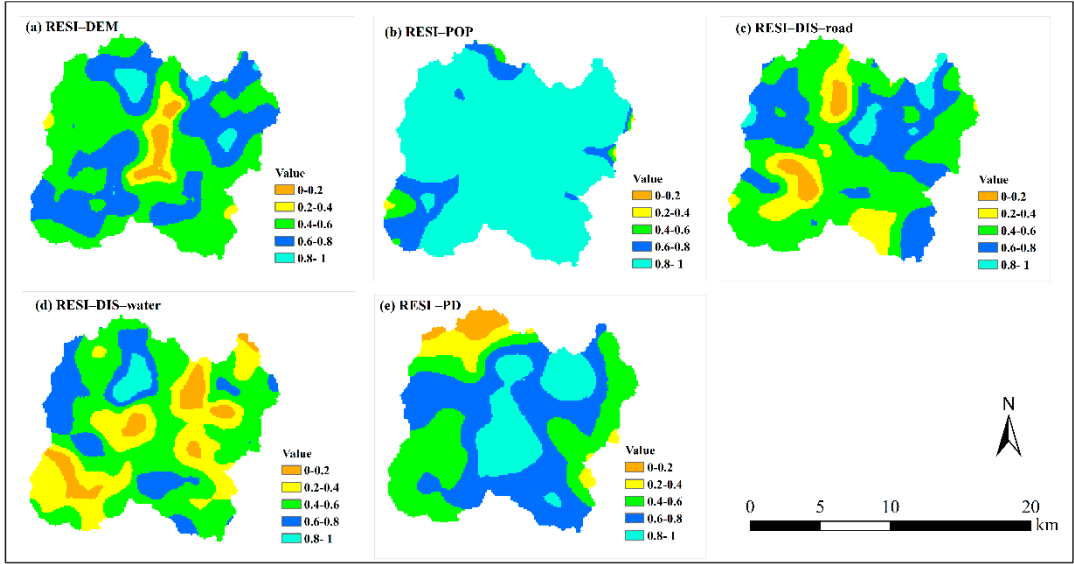 (a) RESI–DEM
Value
0-0.2
0.2-0.4
0.4-0.6
0.6-0.8
0.8- 1
(b) RESI–POP
Value
0-0.2
0.2-0.4
0.4-0.6
0.6-0.8
0.8- 1
(c) RESI–DIS–road
Value
0-0.2
0.2-0.4
0.4-0.6
0.6-0.8
0.8- 1
(d) RESI–DIS–water
Value
0-0.2
0.2-0.4
0.4-0.6
0.6-0.8
0.8- 1
(e) RESI –PD
Value
0-0.2
0.2-0.4
0.4-0.6
0.6-0.8
0.8- 1
N
0 5 10 20
km